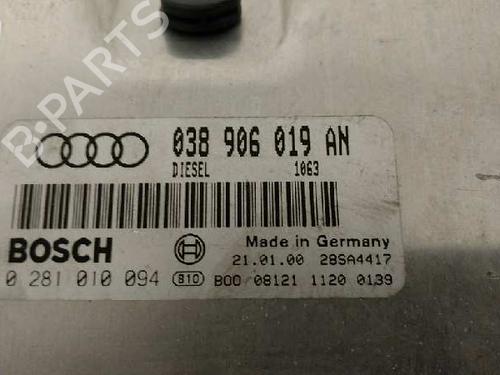 038 906 019 AN
DIESEL 1063
BOSCH
Made in Germany
21.01.00 28SA4417
0 281 010 094 S10 B00 08121 1120 0139
B-PARTS